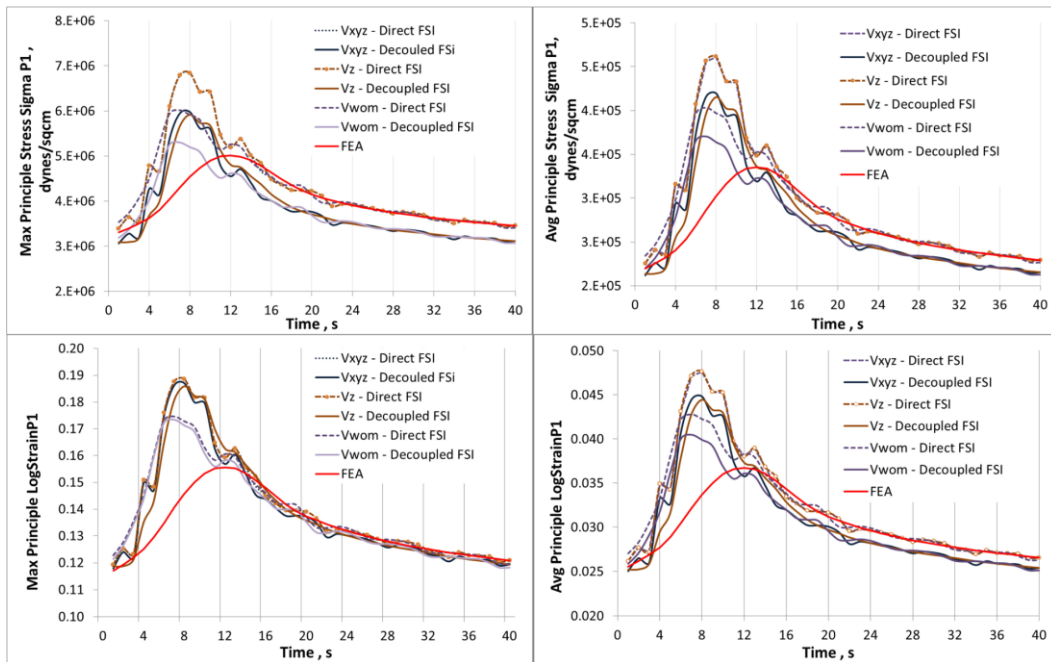 8.E+06
7.E+06
6.E+06
5.E+06
4.E+06
3.E+06
2.E+06
Max Principle Stress Sigma P1 ,
dynes/sqcm
0 4 8 12 16 20 24 28 32 36 40
Time , s
Vxyz - Direct FSI
Vxyz - Decouled FSi
Vz - Direct FSI
Vz - Decoupled FSI
Vwom - Direct FSI
Vwom - Decoupled FSI
FEA
5.E+05
5.E+05
4.E+05
4.E+05
3.E+05
3.E+05
2.E+05
Avg Principle Stress Sigma P1,
dynes/sqcm
0 4 8 12 16 20 24 28 32 36 40
Time , s
Vxyz - Direct FSI
Vxyz - Decoupled FSI
Vz - Direct FSI
Vz - Decoupled FSI
Vwom - Direct FSI
Vwom - Decoupled FSI
FEA
0.20
0.19
0.18
0.17
0.16
0.15
0.14
0.13
0.12
0.11
0.10
Max Principle LogStrainP1
0 4 8 12 16 20 24 28 32 36 40
Time , s
Vxyz - Direct FSI
Vxyz - Decouled FSi
Vz - Direct FSI
Vz - Decoupled FSI
Vwom - Direct FSI
Vwom - Decoupled FSI
FEA
0.050
0.045
0.040
0.035
0.030
0.025
0.020
Avg Principle LogStrainP1
0 4 8 12 16 20 24 28 32 36 40
Time , s
Vxyz - Direct FSI
Vxyz - Decoupled FSI
Vz - Direct FSI
Vz - Decoupled FSI
Vwom - Direct FSI
Vwom - Decoupled FSI
FEA